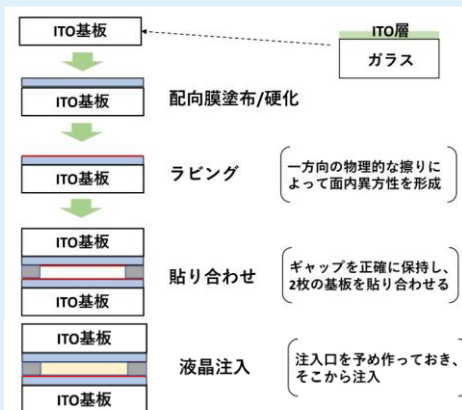 ITO基板
ITO層
ガラス
ITO基板
配向膜塗布/硬化
ITO基板
ラビング
一方向の物理的な擦りに
よって面内異方性を形成
ITO基板
ITO基板
貼り合わせ
ギャップを正確に保持し、
2枚の基板を貼り合わせる
ITO基板
ITO基板
液晶注入
注入口を予め作っておき、
そこから注入